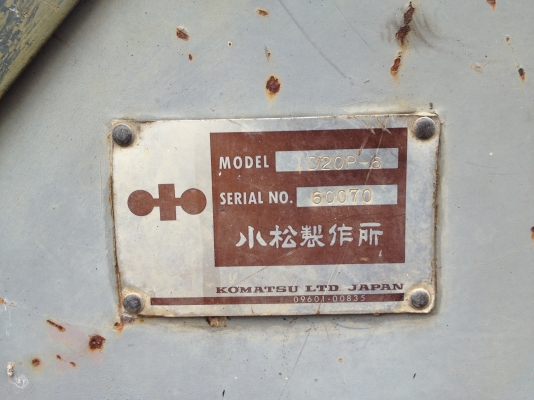 MODEL
SERIAL NO. 60070
小松製作所
KOMATSU LTD JAPAN
09601-00835